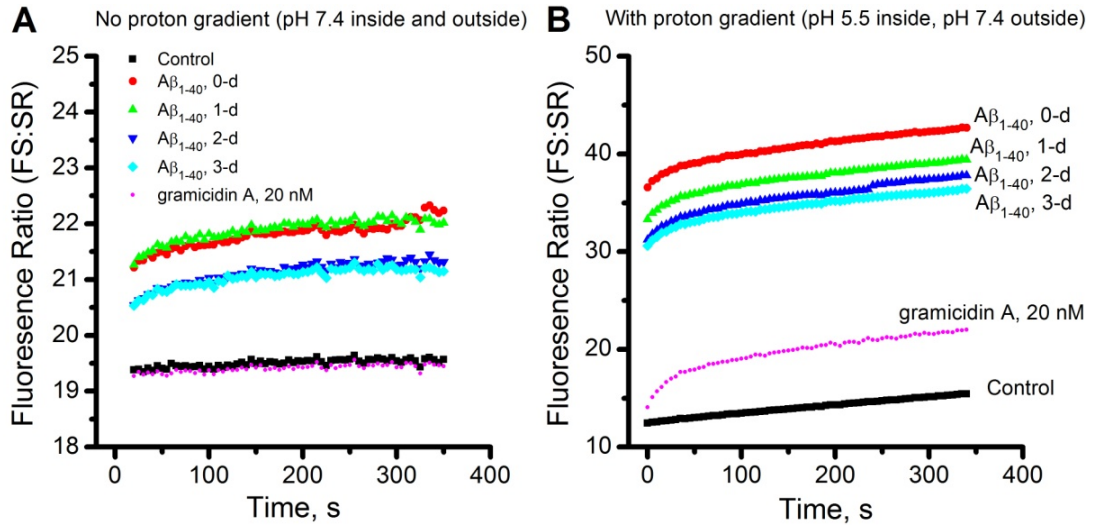 A No proton gradient (pH 7.4 inside and outside)
25
24
23
22
21
20
19
18
Fluoresence Ratio (FS:SR)
Control
Aβ1-40, 0-d
Aβ1-40, 1-d
Aβ1-40, 2-d
Aβ1-40, 3-d
gramicidin A, 20 nM
0 100 200 300 400
Time, s
B With proton gradient (pH 5.5 inside, pH 7.4 outside)
50
40
30
20
10
Fluoresence Ratio (FS:SR)
Aβ1-40, 0-d
Aβ1-40, 1-d
Aβ1-40, 2-d
Aβ1-40, 3-d
gramicidin A, 20 nM
Control
0 100 200 300 400
Time, s